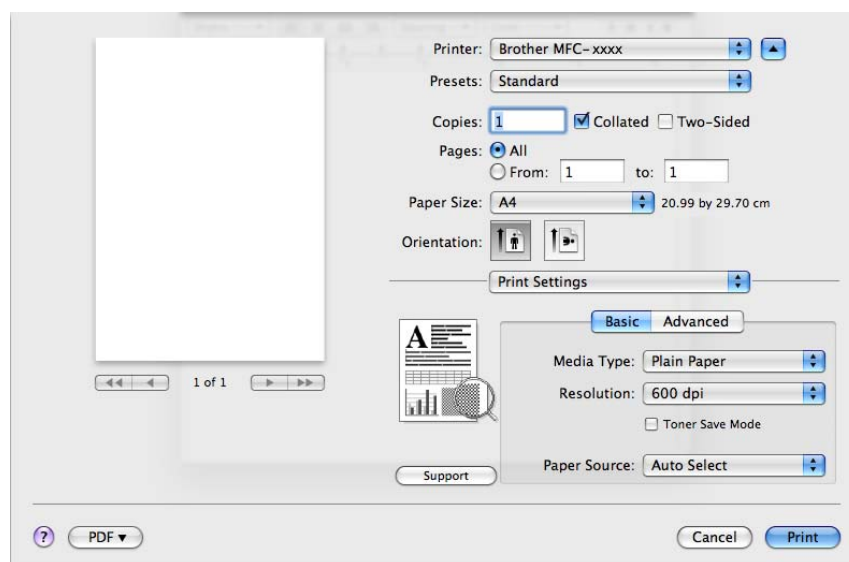 Printer: Brother MFC-xxxx
Presets: Standard
Copies: 1 Collated Two-Sided
Pages: All
From: 1 to: 1
Paper Size: A4 20.99 by 29.70 cm
Orientation:
Print Settings
Basic Advanced
A
Media Type: Plain Paper
1 of 1
Resolution: 600 dpi
Toner Save Mode
Paper Source: Auto Select
Support
? PDF▼ Cancel Print